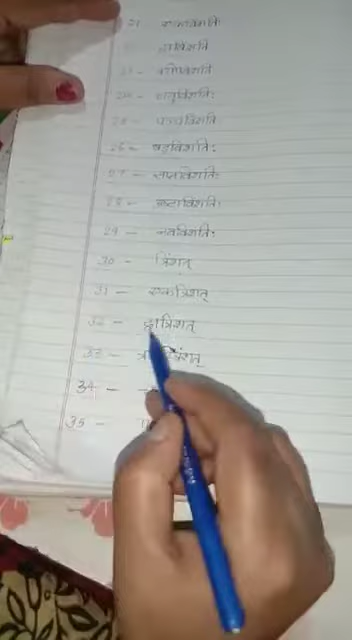 21 एकविंशतिः
द्वाविंशति
23 - त्रयोविंशति
24 - चतुर्विंशतिः
25 - पञ्चविंशति
26 - षड्विंशतिः
27 - सप्तविंशतिः
28 - अष्टाविंशतिः
29 - नवविंशतिः
30 - त्रिंशत्
31 - एकत्रिंशत्
32 - द्वात्रिंशत्
33 -
34 -
35 -